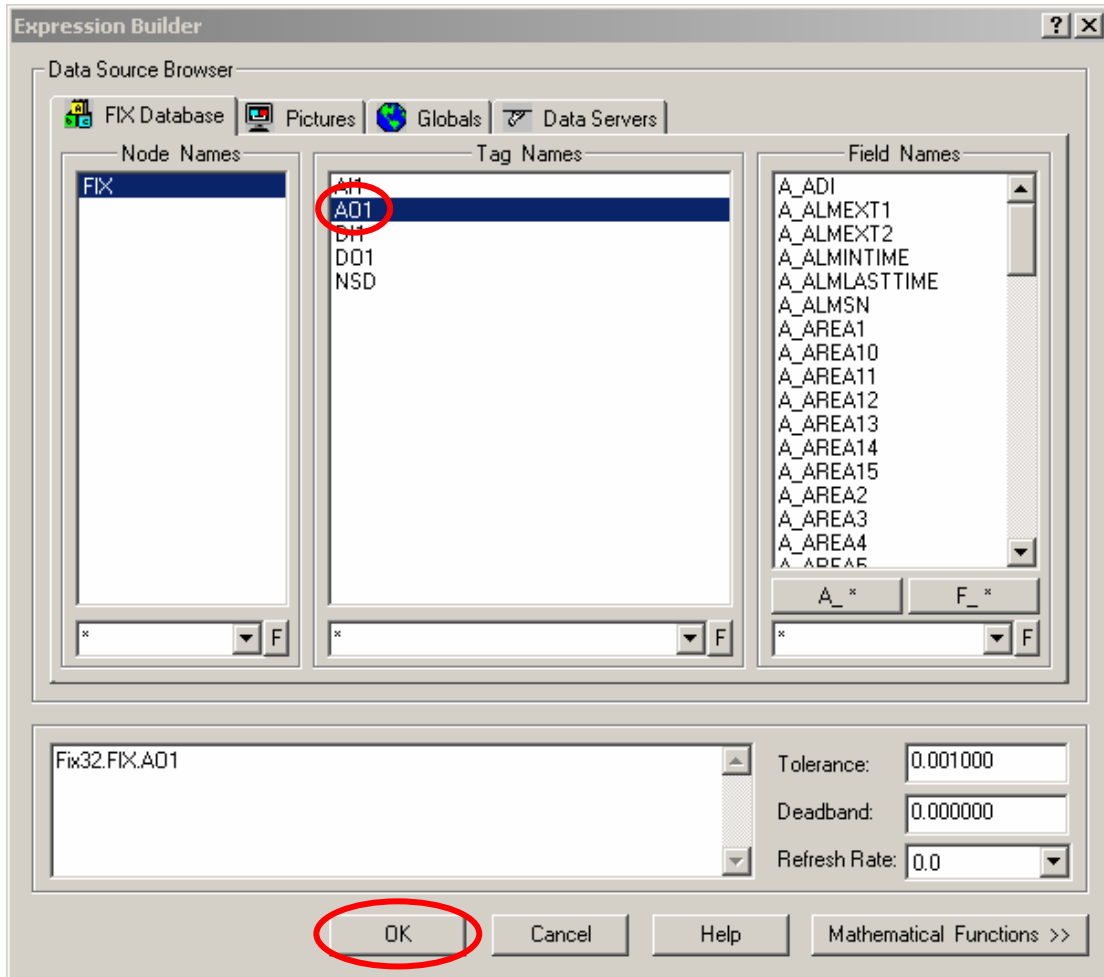 Expression Builder
Data Source Browser
FIX Database Pictures Globals Data Servers
Node Names
FIX
*
F
Tag Names
AI1
AO1
DI1
DO1
NSD
*
F
Field Names
A_ADI
A_ALMEXT1
A_ALMEXT2
A_ALMINTIME
A_ALMLASTTIME
A_ALMSN
A_AREA1
A_AREA10
A_AREA11
A_AREA12
A_AREA13
A_AREA14
A_AREA15
A_AREA2
A_AREA3
A_AREA4
A_AREA5
A_ * F_ *
*
F
Fix32.FIX.AO1
Tolerance: 0.001000
Deadband: 0.000000
Refresh Rate: 0.0
OK Cancel Help Mathematical Functions >>